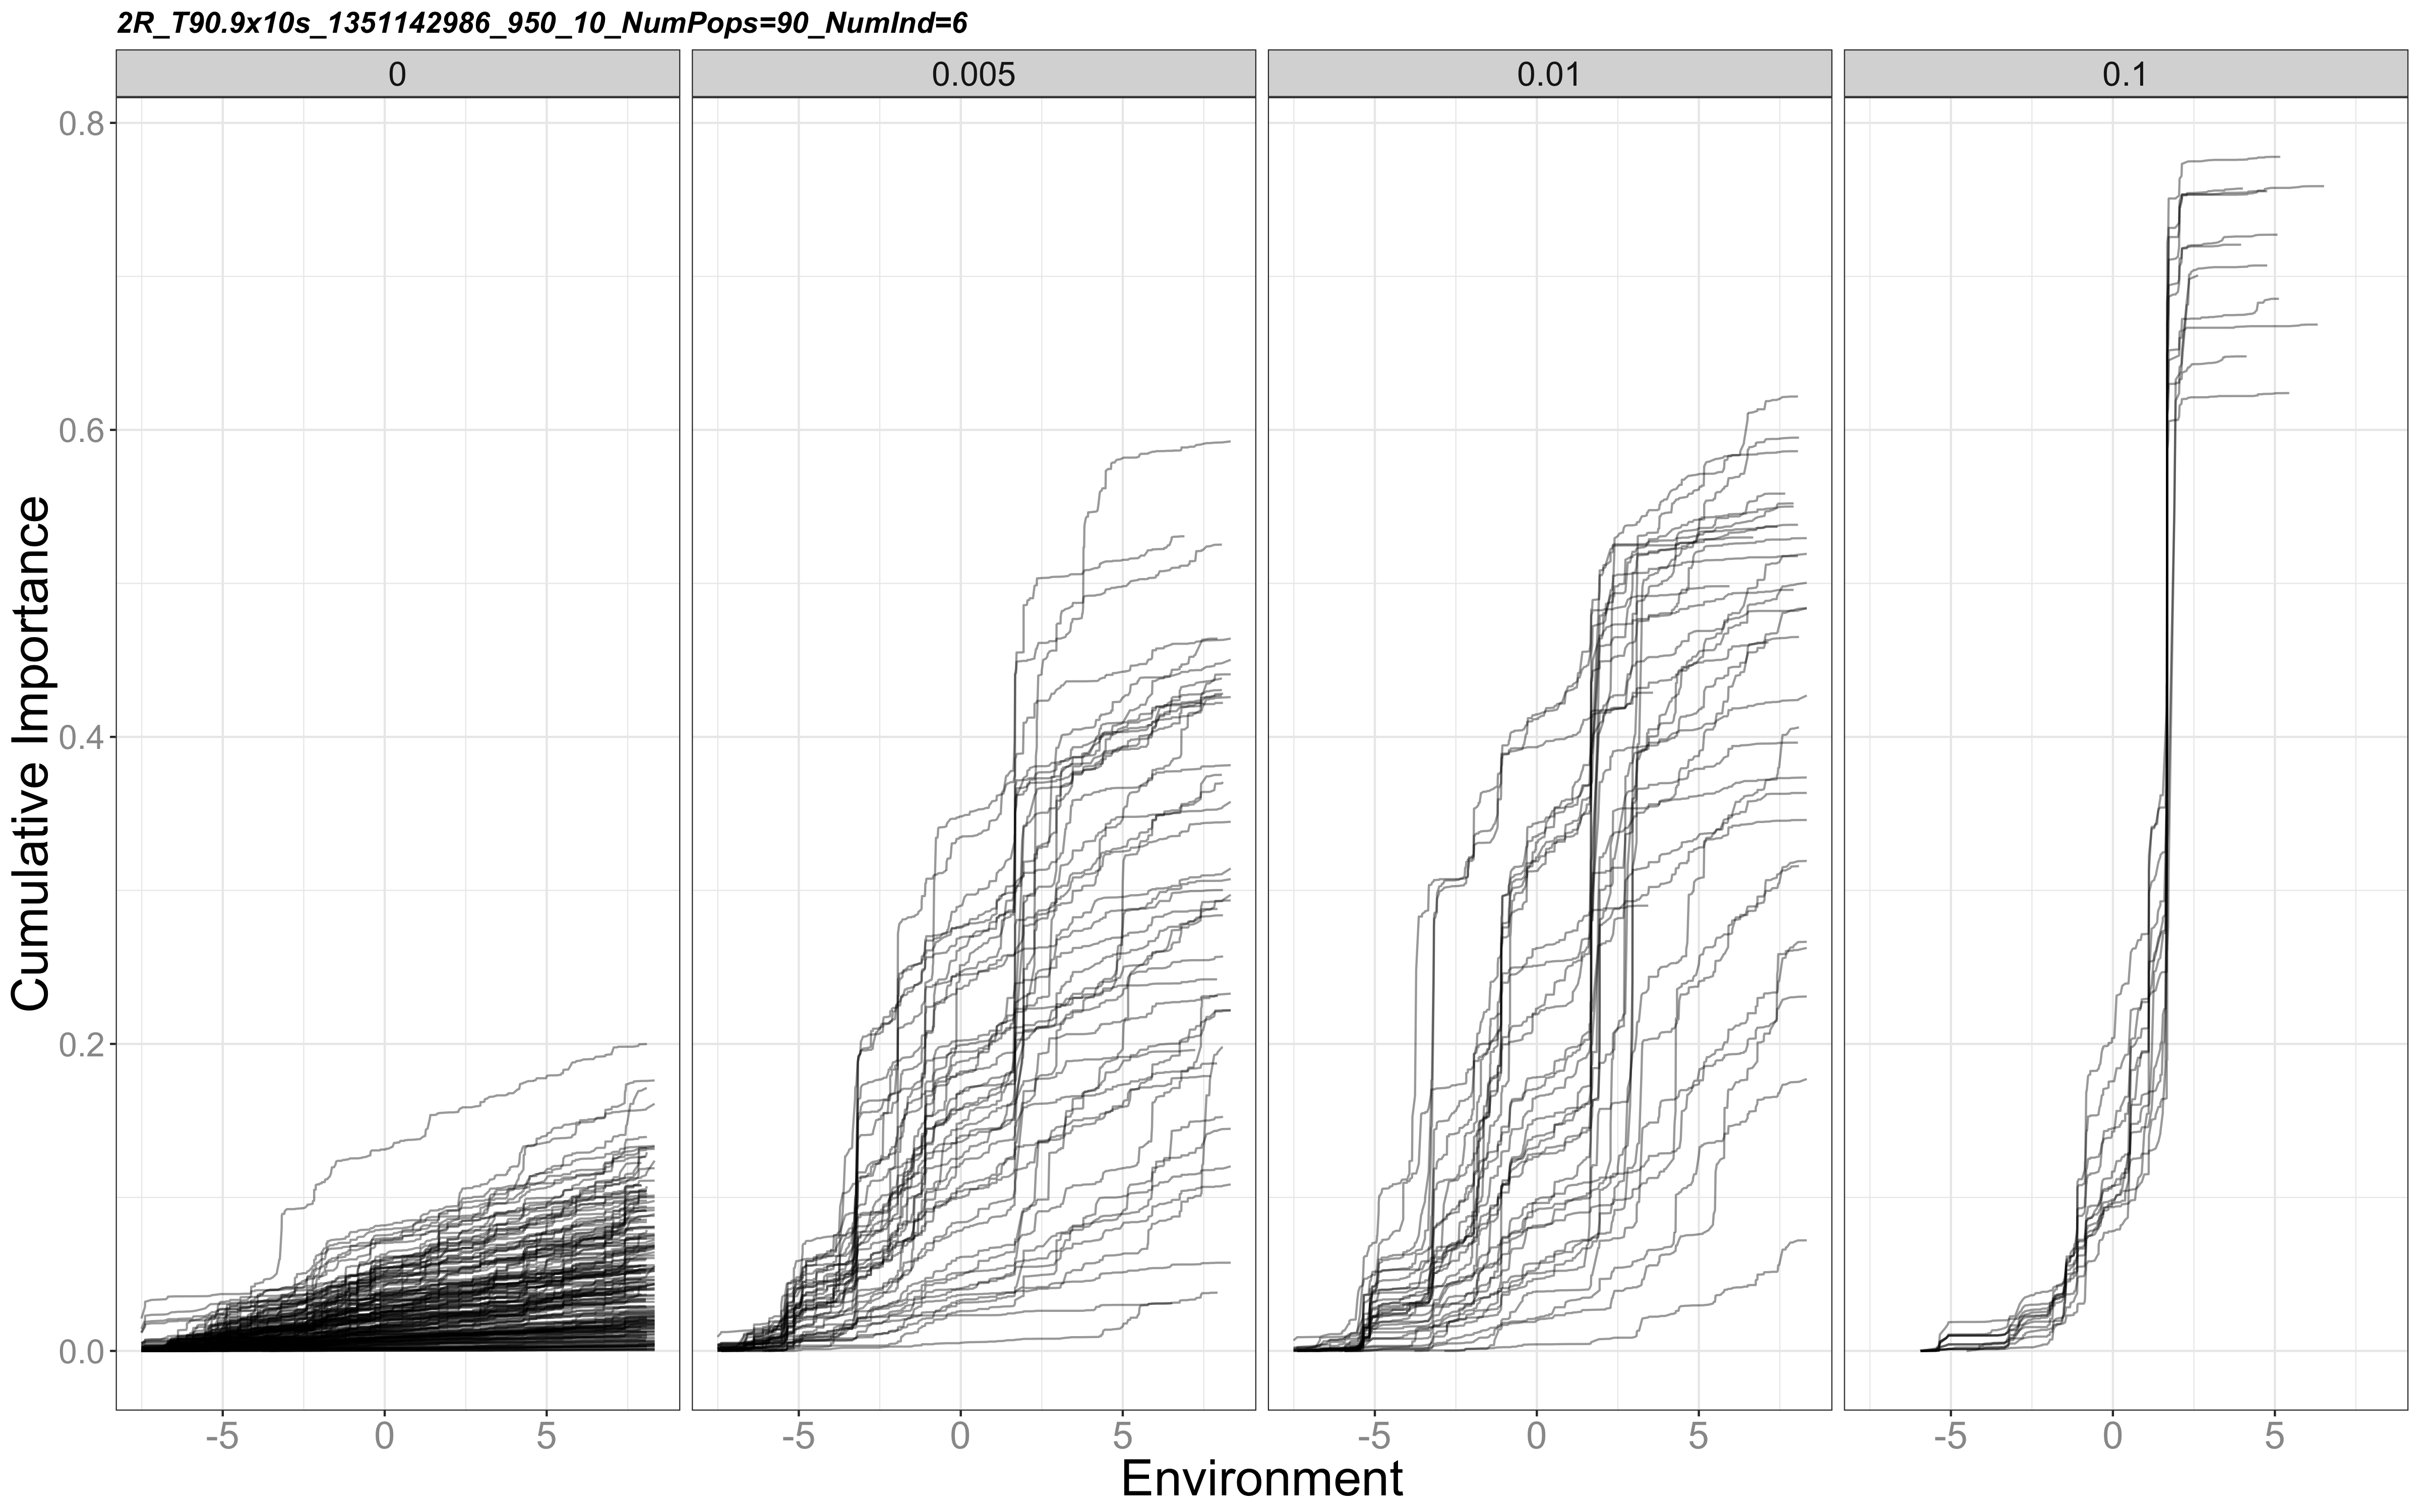 2R_T90.9x10s_1351142986_950_10_NumPops=90_NumInd=6
0 0.005 0.01 0.1
0.8
0.6
0.4
0.2
0.0
Cumulative Importance
-5 0 5 -5 0 5 -5 0 5 -5 0 5
Environment